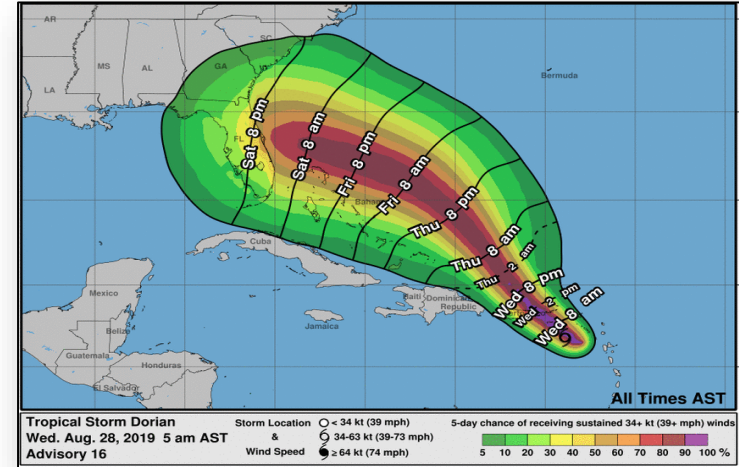 AR
SC
MS
AL
GA
LA
Bermuda
FL
Sat 8 pm
Sat 8 am
Fri 8 pm
Fri 8 am
Thu 8 pm
Thu 8 am
Thu 2 am
Wed 8 pm
Wed 2 pm
Wed 8 am
Cuba
Mexico
Haiti
Dominican
Republic
Jamaica
Belize
Guatemala
Honduras
El Salvador
All Times AST
Tropical Storm Dorian
Wed. Aug. 28, 2019 5 am AST
Advisory 16
Storm Location
&
Wind Speed
< 34 kt (39 mph)
34-63 kt (39-73 mph)
≥ 64 kt (74 mph)
5-day chance of receiving sustained 34+ kt (39+ mph) winds
5 10 20 30 40 50 60 70 80 90 100 %